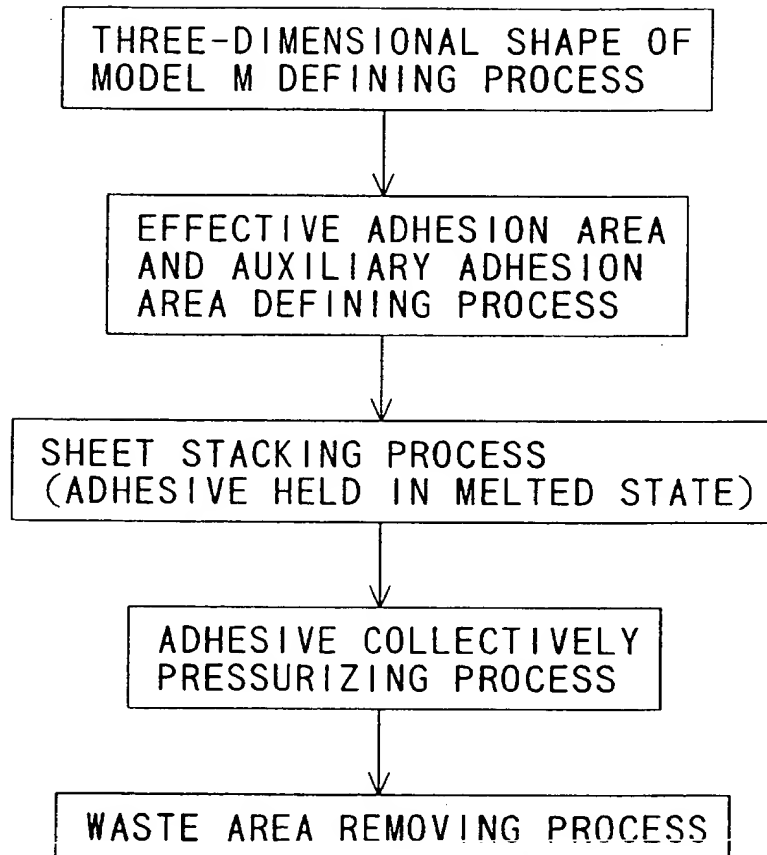 THREE-DIMENSIONAL SHAPE OF
MODEL M DEFINING PROCESS
EFFECTIVE ADHESION AREA
AND AUXILIARY ADHESION
AREA DEFINING PROCESS
SHEET STACKING PROCESS
(ADHESIVE HELD IN MELTED STATE)
ADHESIVE COLLECTIVELY
PRESSURIZING PROCESS
WASTE AREA REMOVING PROCESS